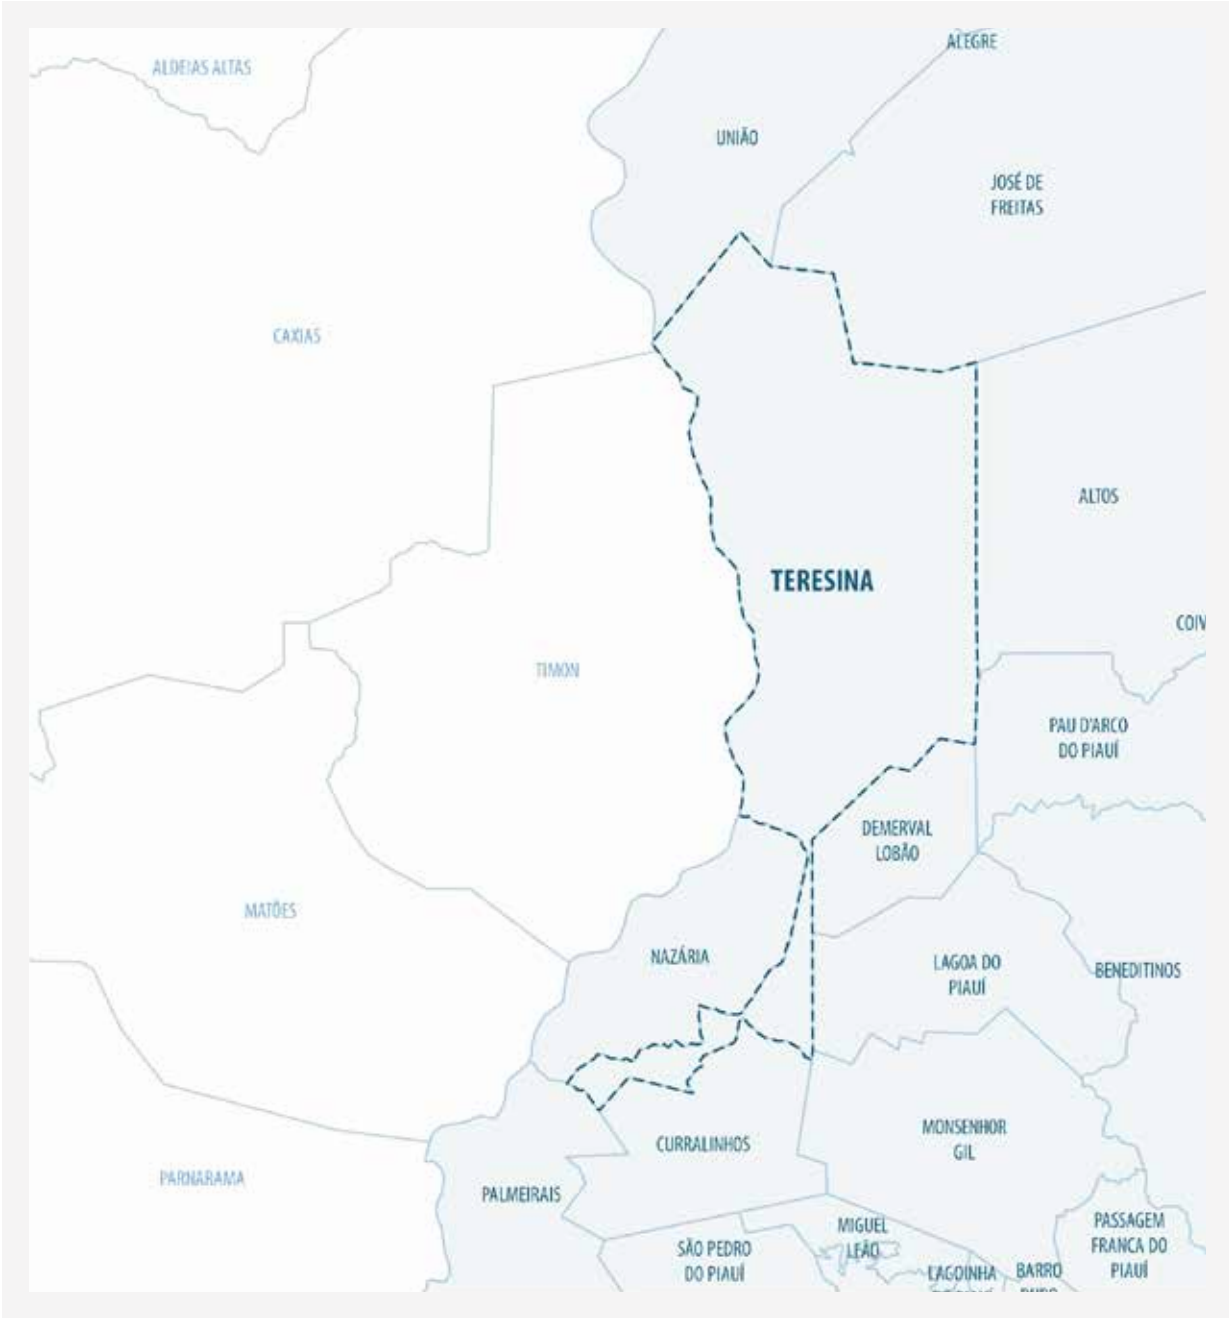 ALEGRE
ALDEIAS ALTAS
UNIÃO
JOSÉ DE
FREITAS
CAXIAS
ALTOS
TERESINA
COIV
TIMON
PAU D'ARCO
DO PIAUÍ
DEMERVAL
LOBÃO
MATÕES
NAZÁRIA
LAGOA DO
PIAUÍ
BENEDITINOS
MONSENHOR
GIL
CURRALINHOS
PARNARAMA
PALMEIRAIS
MIGUEL
LEÃO
PASSAGEM
FRANCA DO
PIAUÍ
SÃO PEDRO
DO PIAUÍ
LAGOINHA
BARRO